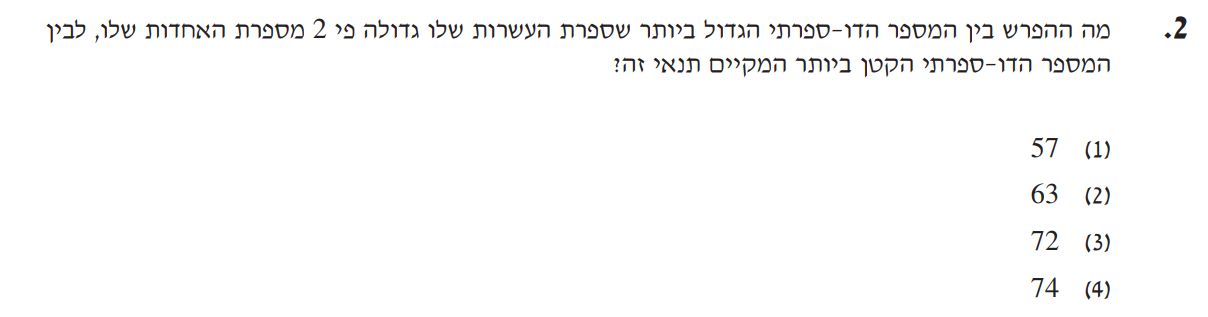 2. מה ההפרש בין המספר הדו-ספרתי הגדול ביותר שספרת העשרות שלו גדולה פי 2 מספרת האחדות שלו, לבין
המספר הדו-ספרתי הקטן ביותר המקיים תנאי זה?
(1) 57
(2) 63
(3) 72
(4) 74